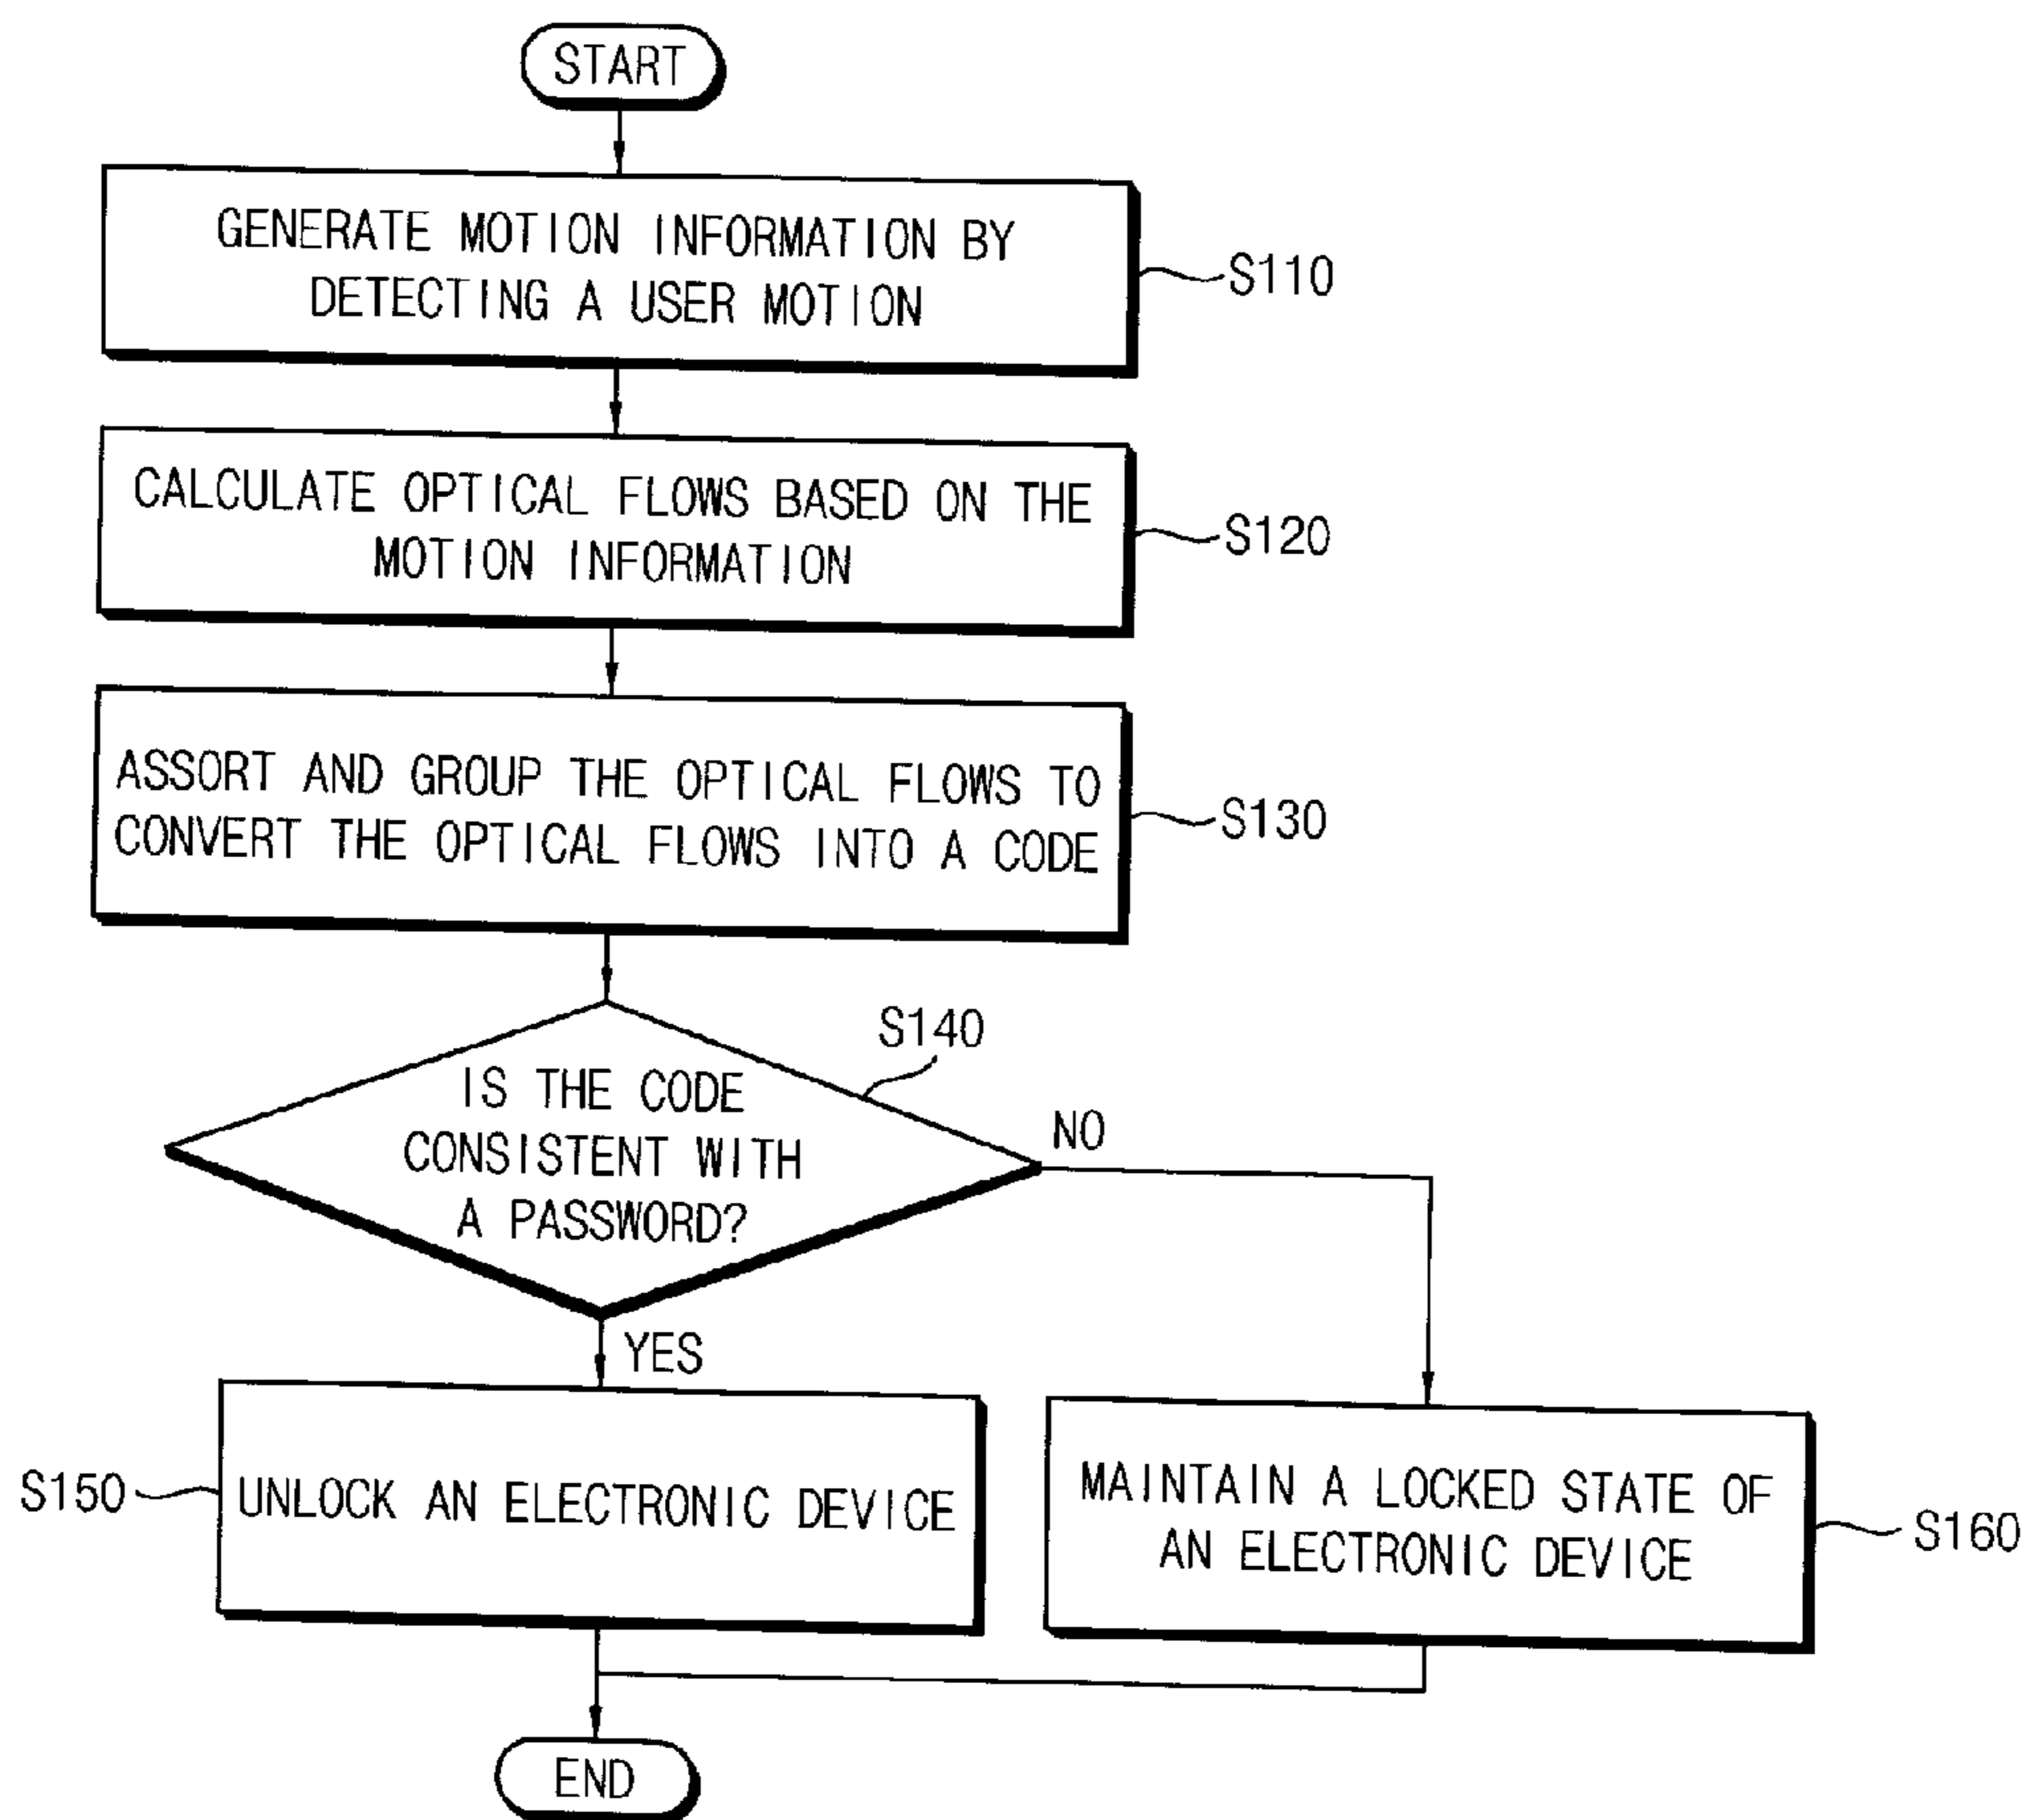 START
GENERATE MOTION INFORMATION BY
DETECTING A USER MOTION
S110
CALCULATE OPTICAL FLOWS BASED ON THE
MOTION INFORMATION
S120
ASSORT AND GROUP THE OPTICAL FLOWS TO
CONVERT THE OPTICAL FLOWS INTO A CODE
S130
S140
IS THE CODE
CONSISTENT WITH
A PASSWORD?
NO
YES
S150
UNLOCK AN ELECTRONIC DEVICE
MAINTAIN A LOCKED STATE OF
AN ELECTRONIC DEVICE
S160
END